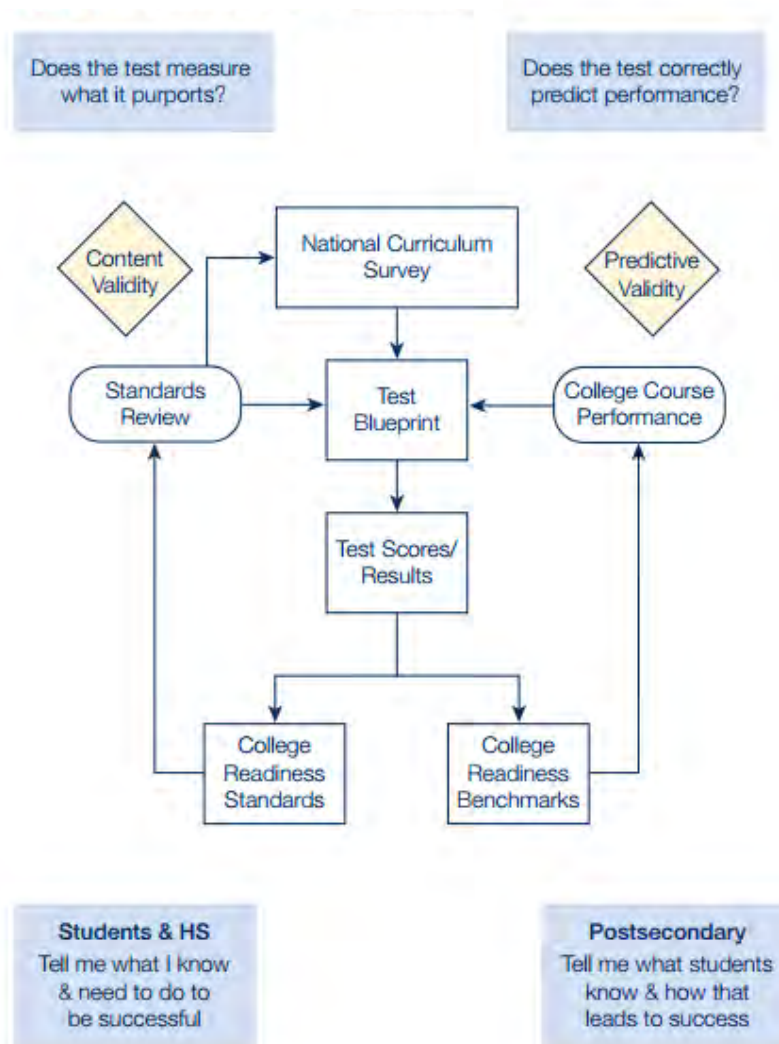 Does the test measure
what it purports?
Does the test correctly
predict performance?
Content
Validity
National Curriculum
Survey
Predictive
Validity
Standards
Review
Test
Blueprint
College Course
Performance
Test Scores/
Results
College
Readiness
Standards
College
Readiness
Benchmarks
Students & HS
Tell me what I know
& need to do to
be successful
Postsecondary
Tell me what students
know & how that
leads to success